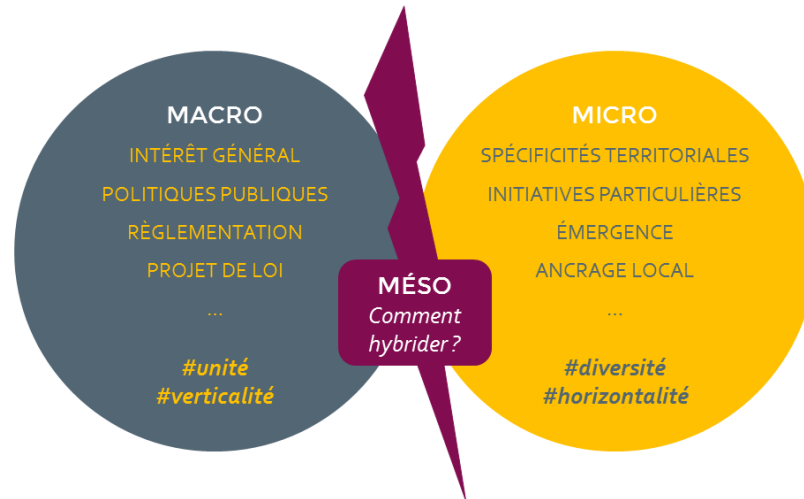 MACRO
INTÉRÊT GÉNÉRAL
POLITIQUES PUBLIQUES
RÈGLEMENTATION
PROJET DE LOI
...
#unité
#verticalité
MÉSO
Comment
hybrider ?
MICRO
SPÉCIFICITÉS TERRITORIALES
INITIATIVES PARTICULIÈRES
ÉMERGENCE
ANCRAGE LOCAL
...
#diversité
#horizontalité